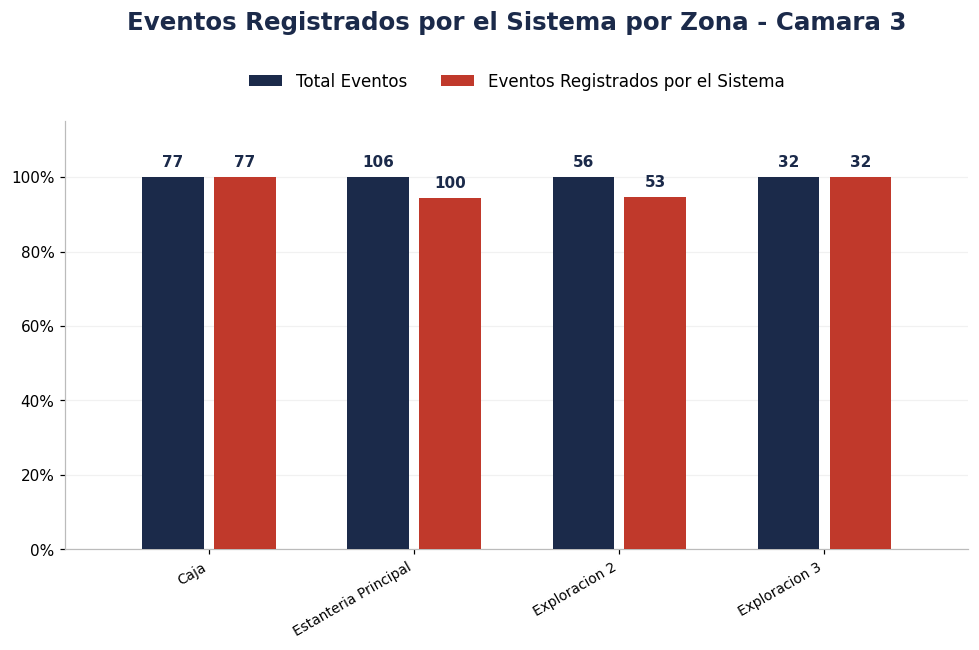 Eventos Registrados por el Sistema por Zona - Camara 3
Total Eventos
Eventos Registrados por el Sistema
77
77
106
100
56
53
32
32
100%
80%
60%
40%
20%
0%
Caja
Estanteria Principal
Exploracion 2
Exploracion 3